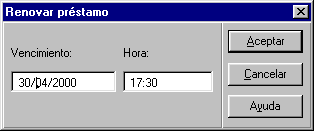 Renovar préstamo
Vencimiento: Hora:
30/04/2000 17:30
Aceptar
Cancelar
Ayuda